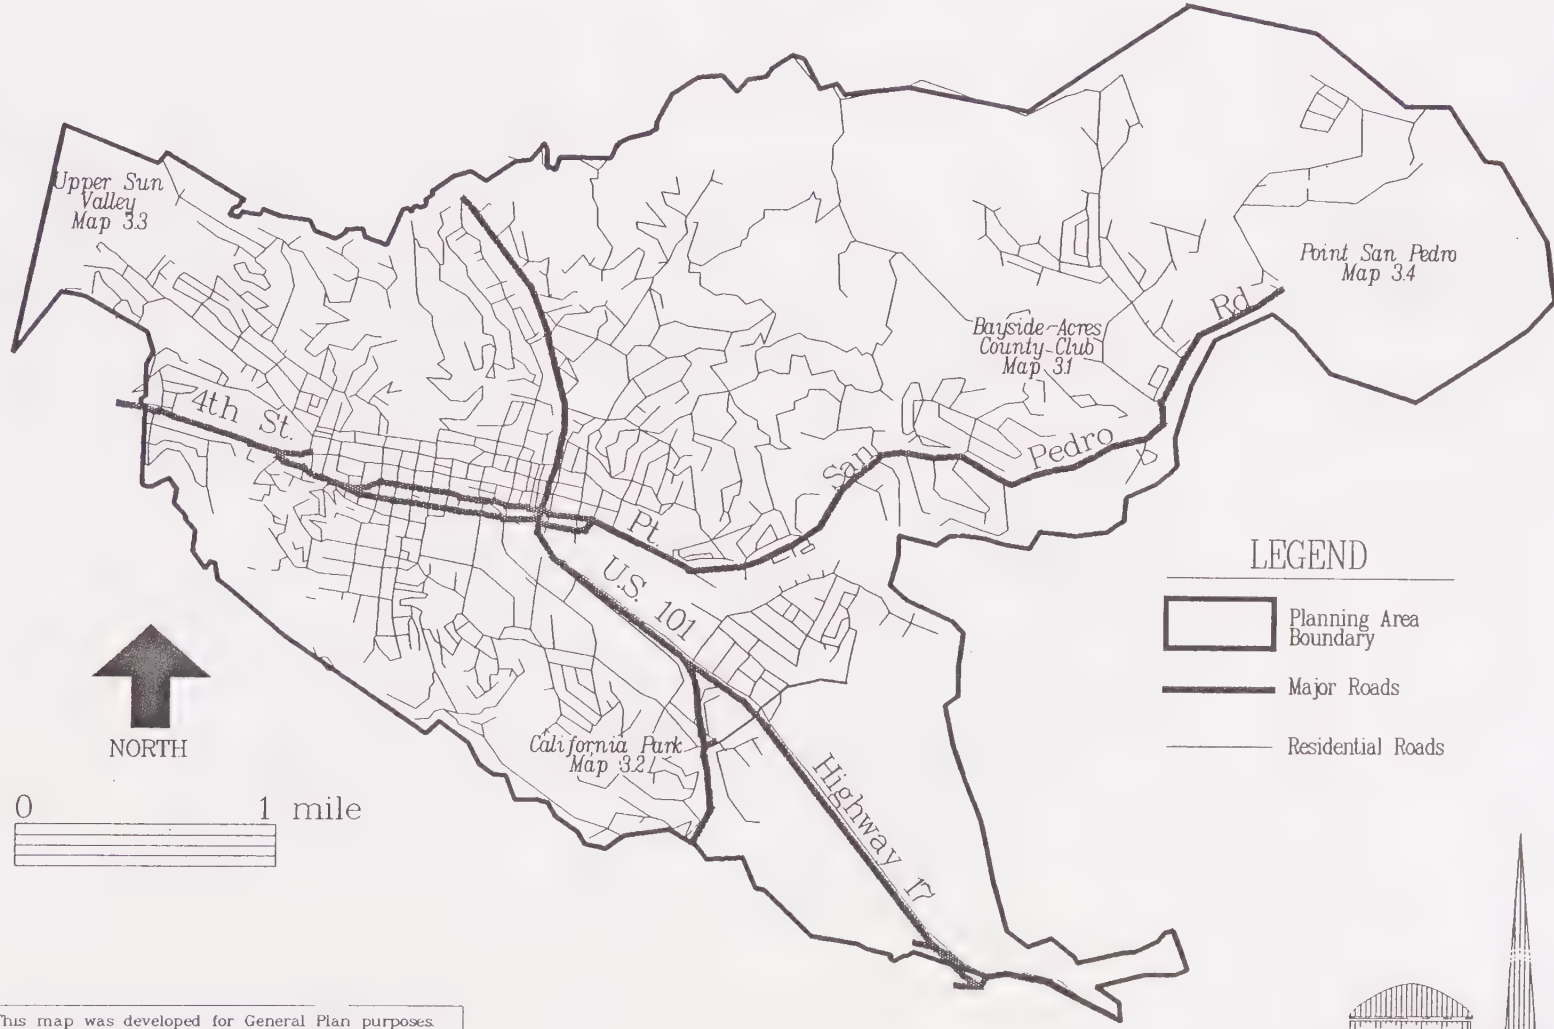 Upper Sun
Valley
Map 3.3
Point San Pedro
Map 3.4
Bayside-Acres
County-Club
Map 3.1
4th St.
Pt. San Pedro Rd.
U.S. 101
California Park
Map 3.2
Highway 17
NORTH
0 1 mile
LEGEND
Planning Area
Boundary
Major Roads
Residential Roads
This map was developed for General Plan purposes.